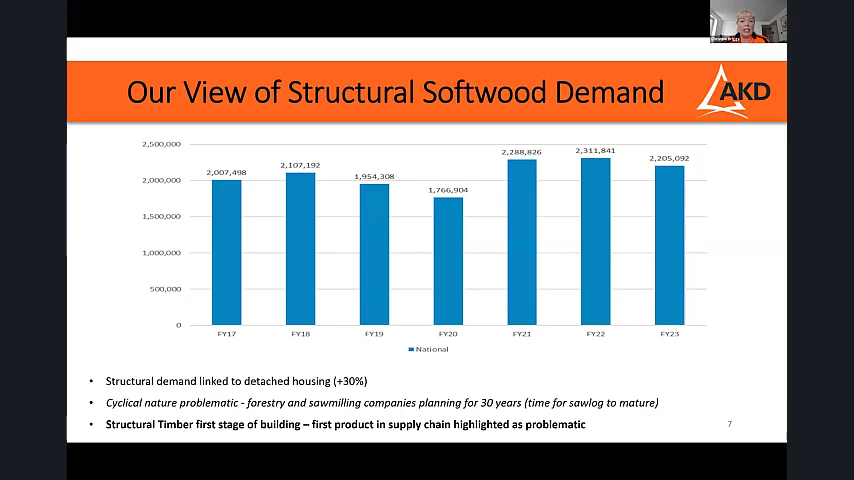 Our View of Structural Softwood Demand
AKD
2,500,000
2,000,000
1,500,000
1,000,000
500,000
0
2,007,498
2,107,192
1,954,308
1,766,904
2,288,826
2,311,841
2,205,092
FY17 FY18 FY19 FY20 FY21 FY22 FY23
National
• Structural demand linked to detached housing (+30%)
• Cyclical nature problematic - forestry and sawmilling companies planning for 30 years (time for sawlog to mature)
• Structural Timber first stage of building – first product in supply chain highlighted as problematic
7